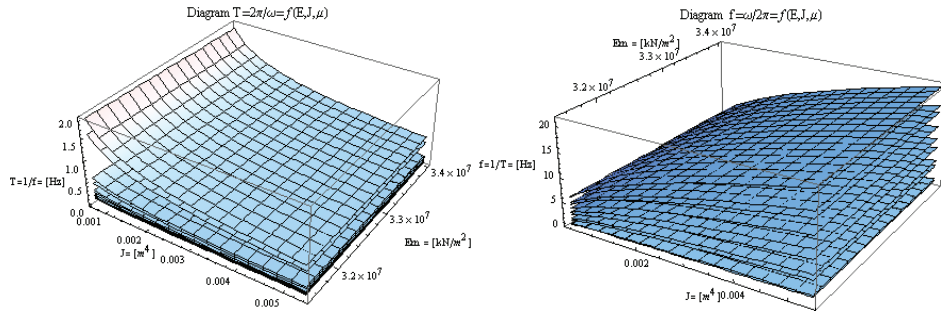 Diagram T=2π/ω=f(E,J,μ)
2.0
1.5
1.0
T=1/f=[Hz]
0.5
0.0
0.001
0.002
J=[m⁴]
0.003
0.004
0.005
3.2×10⁷
Em = [kN/m²]
3.3×10⁷
3.4×10⁷
Diagram f=ω/2π=f(E,J,μ)
3.4×10⁷
Em = [kN/m²]
3.3×10⁷
3.2×10⁷
20
15
f=1/T=[Hz]
10
5
0
0.002
J=[m⁴]
0.004